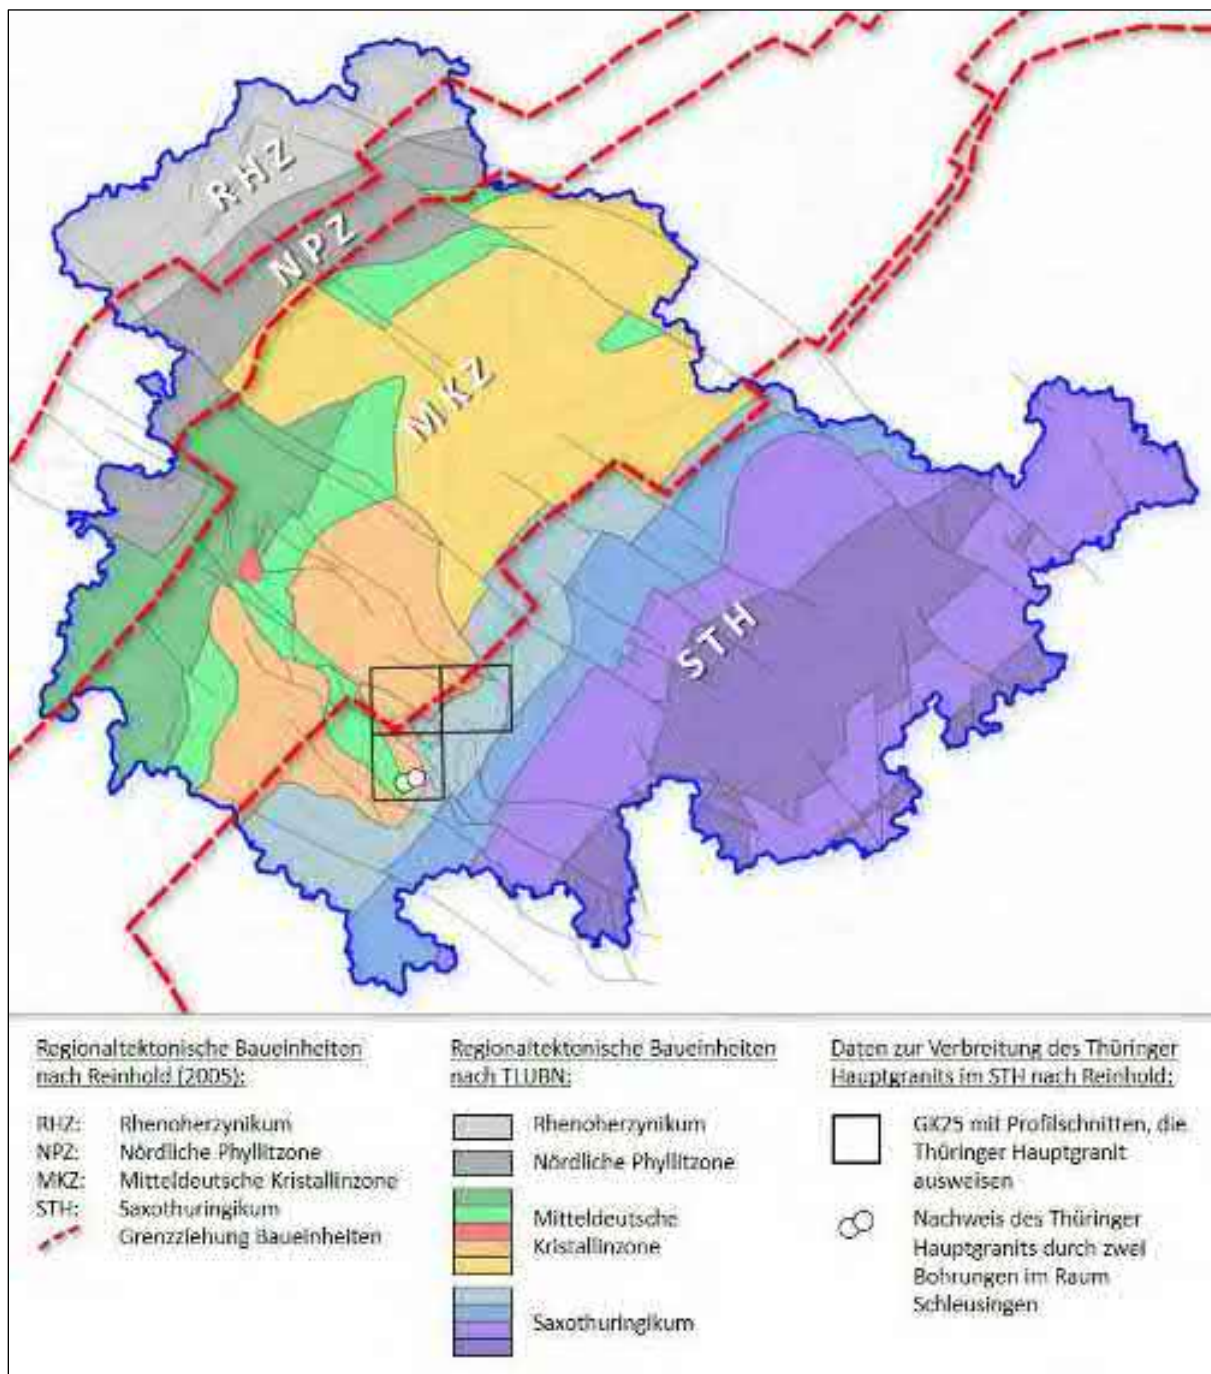 RHZ
NPZ
MKZ
STH
Regionaltektonische Baueinheiten
nach Reinhold (2005):
RHZ: Rhenoherzynikum
NPZ: Nördliche Phyllitzone
MKZ: Mitteldeutsche Kristallinzone
STH: Saxothuringikum
Grenzziehung Baueinheiten
Regionaltektonische Baueinheiten
nach TLUBN:
Rhenoherzynikum
Nördliche Phyllitzone
Mitteldeutsche
Kristallinzone
Saxothuringikum
Daten zur Verbreitung des Thüringer
Hauptgranits im STH nach Reinhold:
GK25 mit Profilschnitten, die
Thüringer Hauptgranit
ausweisen
Nachweis des Thüringer
Hauptgranits durch zwei
Bohrungen im Raum
Schleusingen